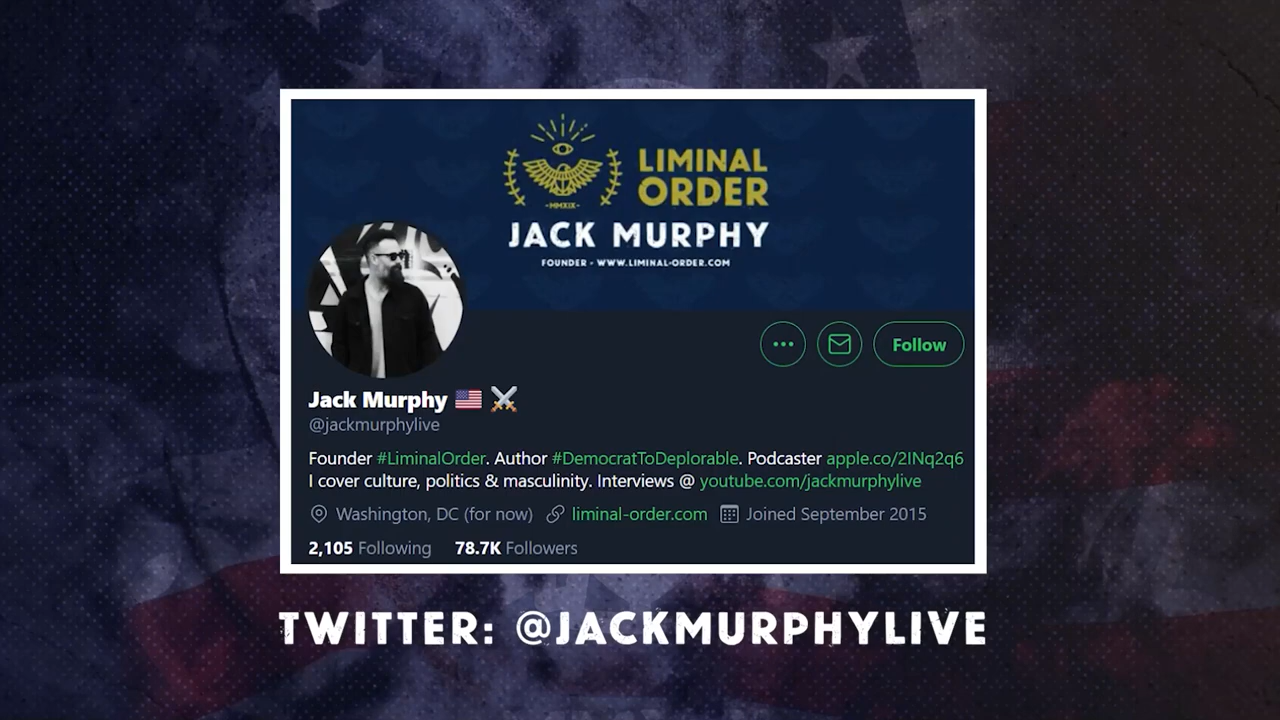 LIMINAL
ORDER
-MMXIX-
JACK MURPHY
FOUNDER - WWW.LIMINAL-ORDER.COM
Follow
Jack Murphy 🇺🇸 ⚔️
@jackmurphylive
Founder #LiminalOrder. Author #DemocratToDeplorable. Podcaster apple.co/2INq2q6
I cover culture, politics & masculinity. Interviews @ youtube.com/jackmurphylive
Washington, DC (for now) liminal-order.com Joined September 2015
2,105 Following 78.7K Followers
TWITTER: @JACKMURPHYLIVE